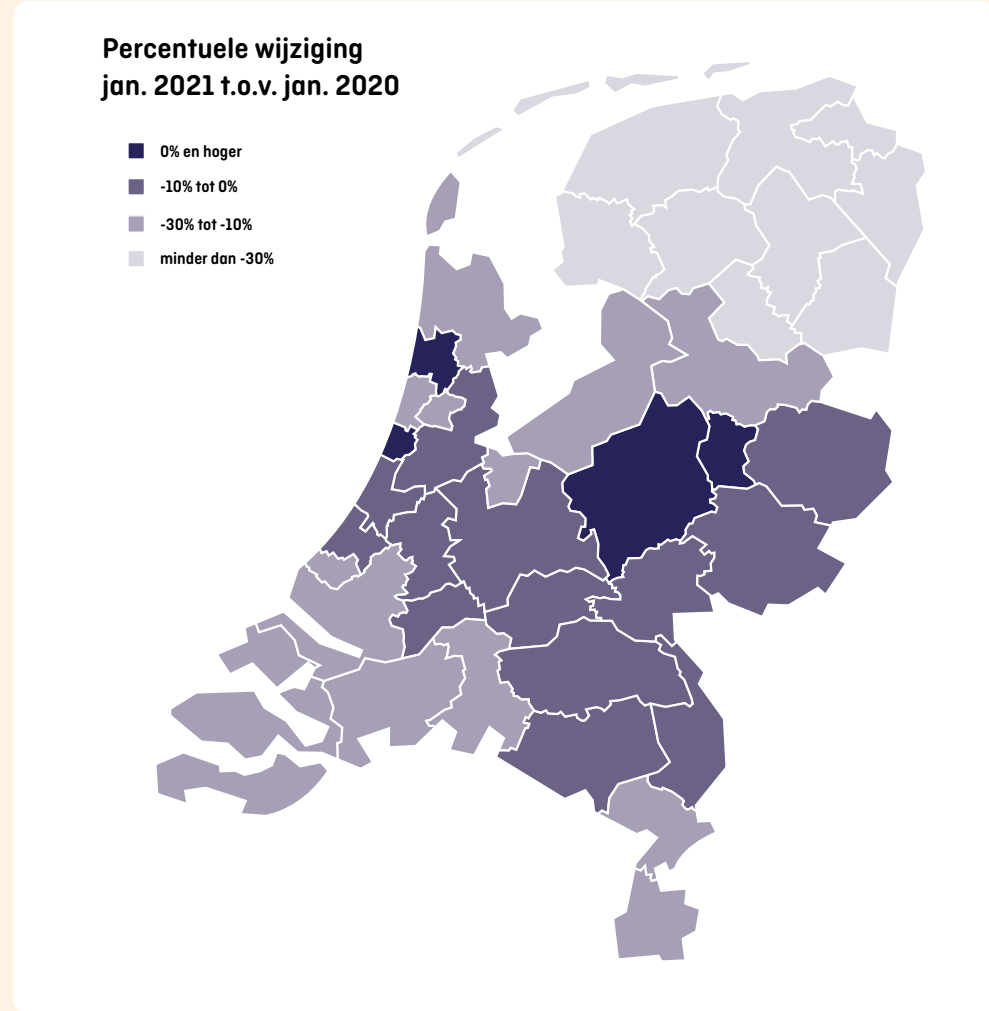 Percentuele wijziging
jan. 2021 t.o.v. jan. 2020
0% en hoger
-10% tot 0%
-30% tot -10%
minder dan -30%